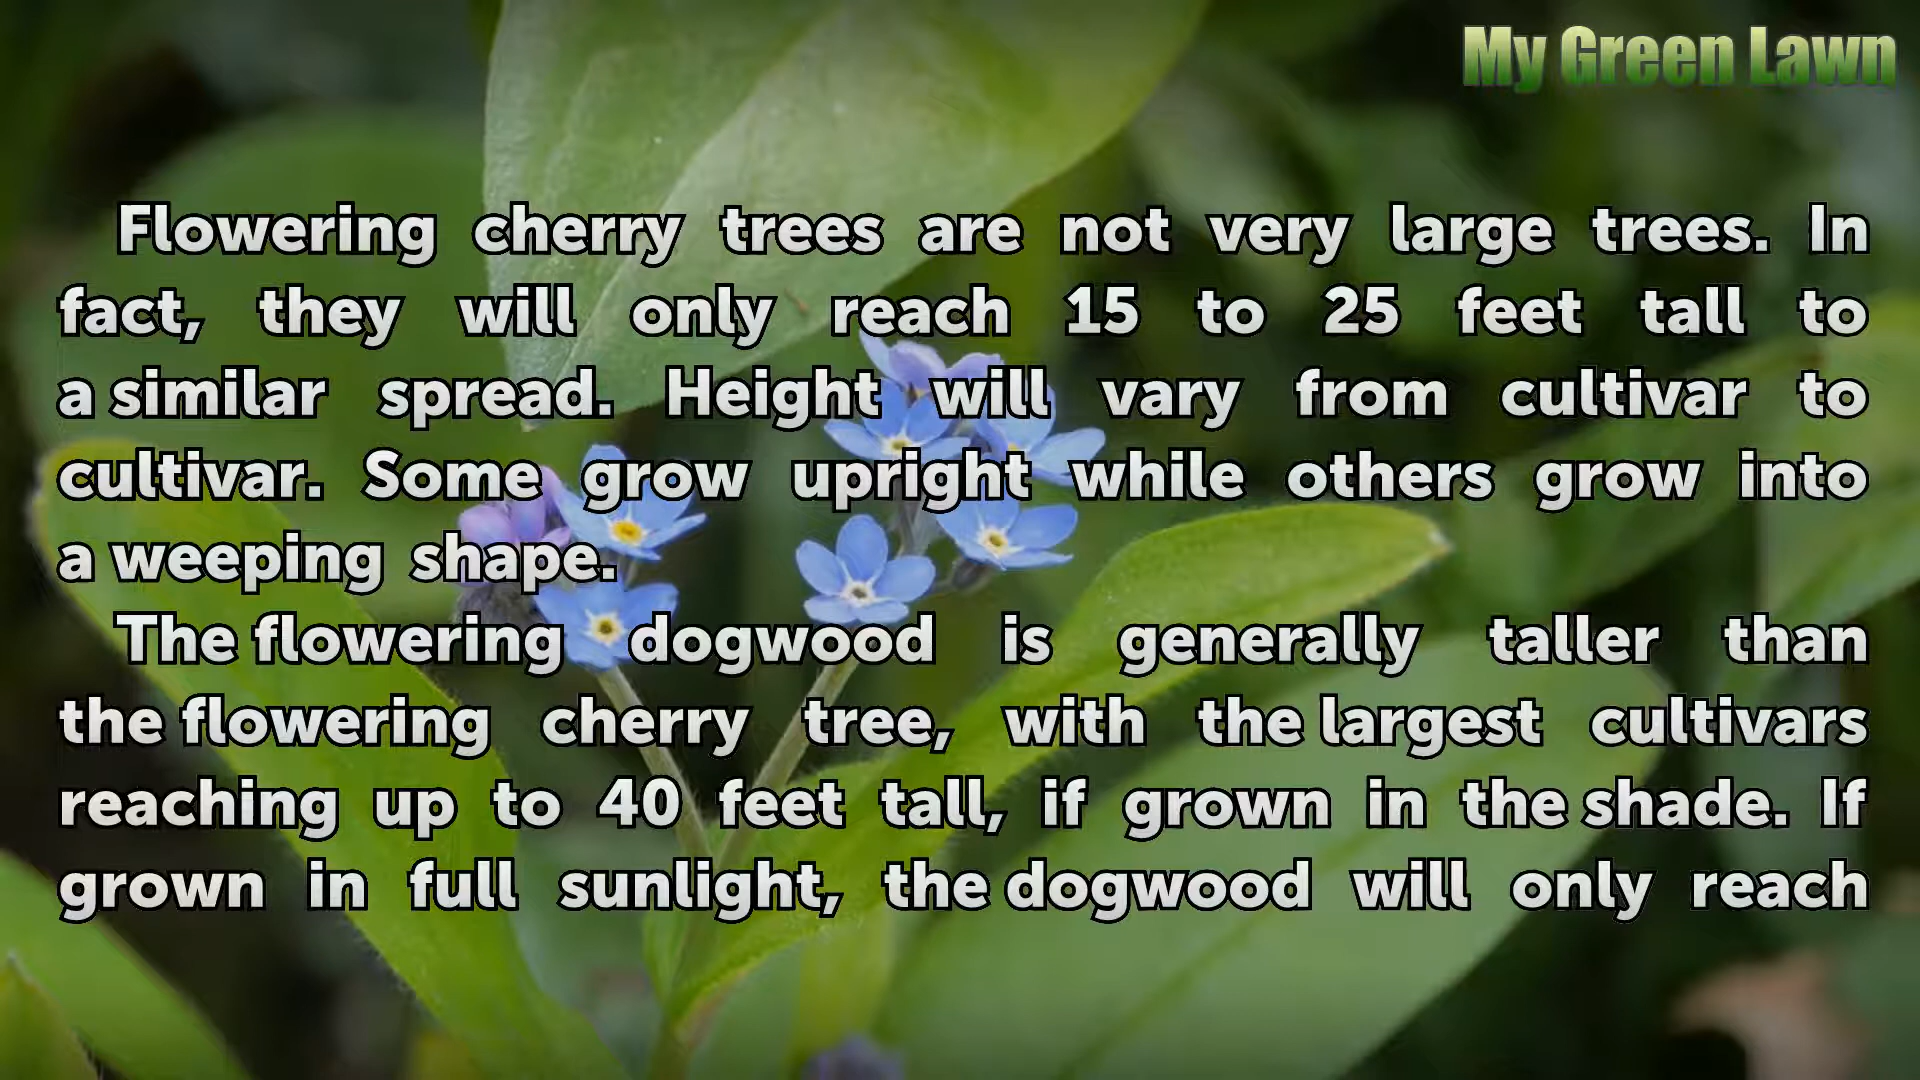 My Green Lawn
Flowering cherry trees are not very large trees. In
fact, they will only reach 15 to 25 feet tall to
a similar spread. Height will vary from cultivar to
cultivar. Some grow upright while others grow into
a weeping shape.
The flowering dogwood is generally taller than
the flowering cherry tree, with the largest cultivars
reaching up to 40 feet tall, if grown in the shade. If
grown in full sunlight, the dogwood will only reach